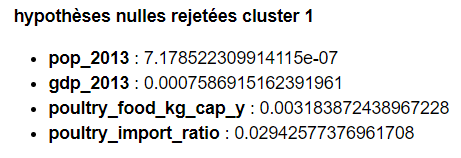 hypothèses nulles rejetées cluster 1
• pop_2013 : 7.178522309914115e-07
• gdp_2013 : 0.0007586915162391961
• poultry_food_kg_cap_y : 0.003183872438967228
• poultry_import_ratio : 0.02942577376961708